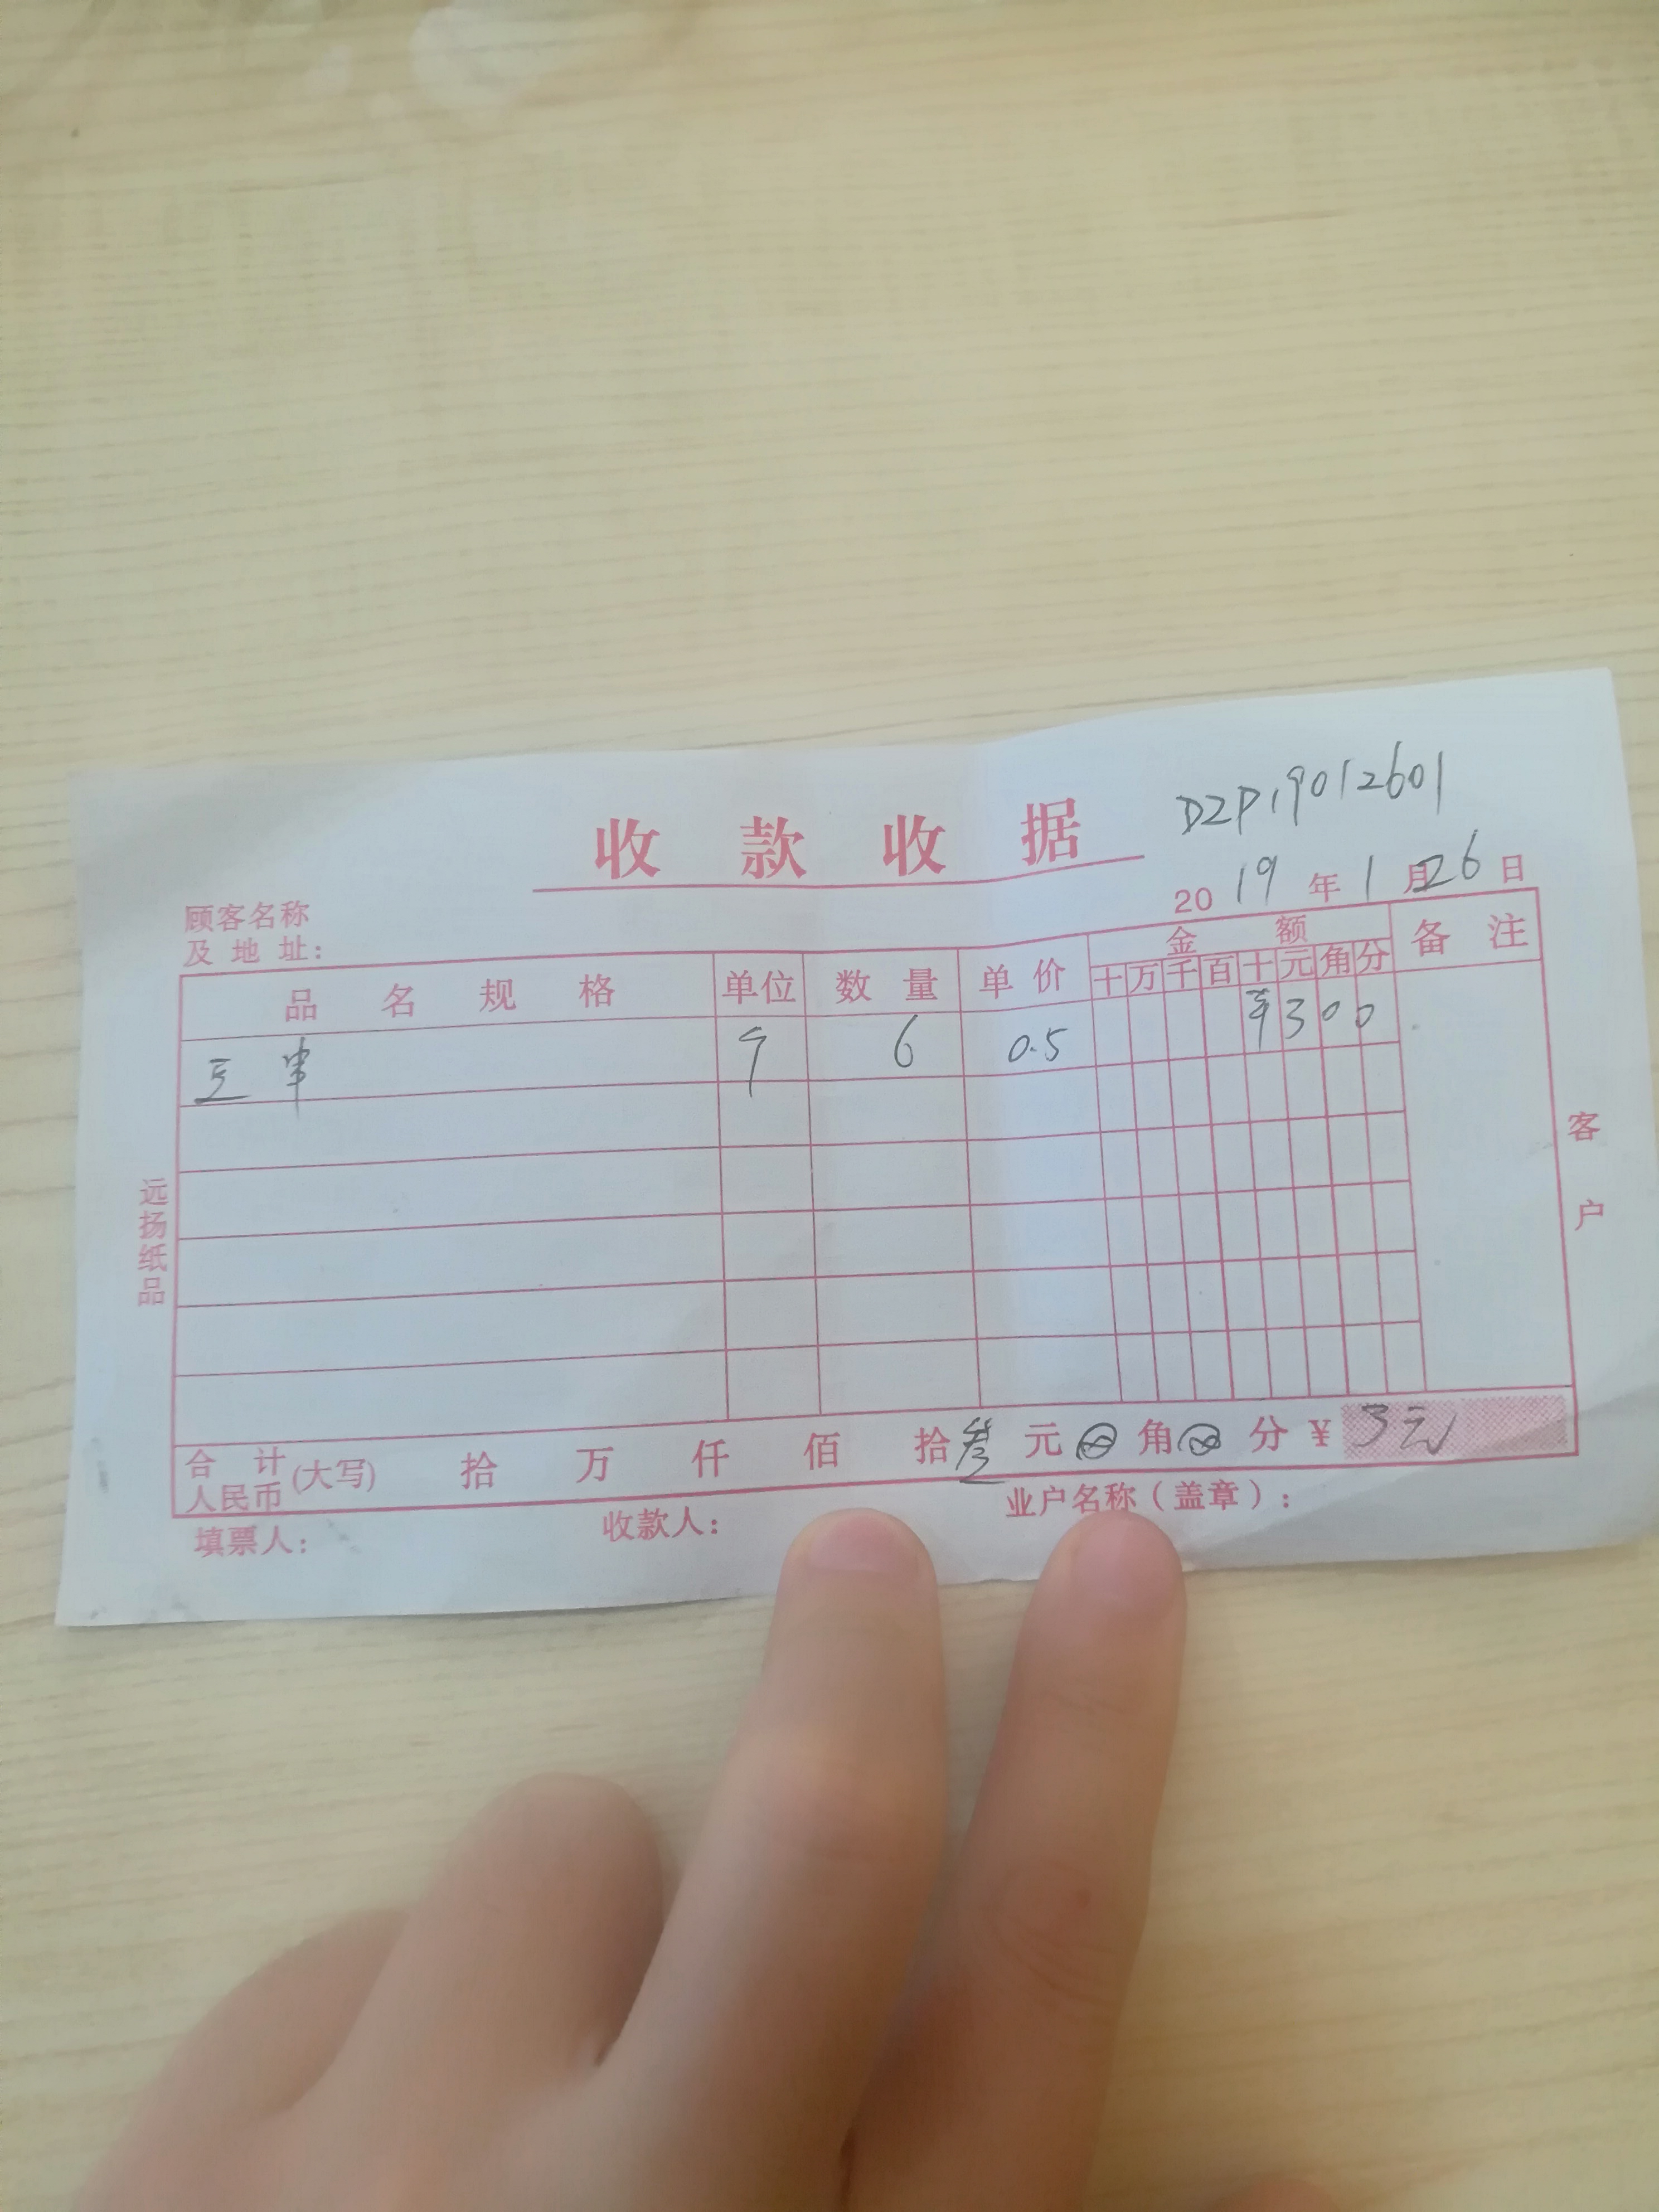 DZP19012601
收款收据
2019年1月26日
顾客名称
及地址：
品名规格 单位 数量 单价 金额 备注
十万千百十元角分
豆串 个 6 0.5 ¥300
远扬纸品
客户
合计
人民币(大写) 拾万仟佰拾叁元⊗角⊗分¥3元
填票人： 收款人： 业户名称（盖章）：